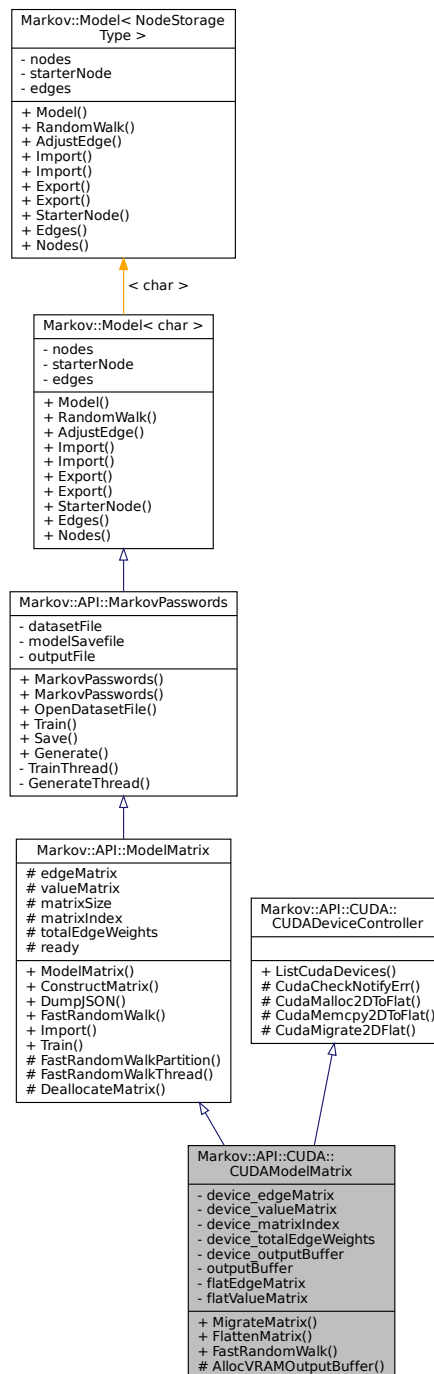 Markov::Model< NodeStorage
Type >
- nodes
- starterNode
- edges
+ Model()
+ RandomWalk()
+ AdjustEdge()
+ Import()
+ Import()
+ Export()
+ Export()
+ StarterNode()
+ Edges()
+ Nodes()
< char >
Markov::Model< char >
- nodes
- starterNode
- edges
+ Model()
+ RandomWalk()
+ AdjustEdge()
+ Import()
+ Import()
+ Export()
+ Export()
+ StarterNode()
+ Edges()
+ Nodes()
Markov::API::MarkovPasswords
- datasetFile
- modelSavefile
- outputFile
+ MarkovPasswords()
+ MarkovPasswords()
+ OpenDatasetFile()
+ Train()
+ Save()
+ Generate()
- TrainThread()
- GenerateThread()
Markov::API::ModelMatrix
# edgeMatrix
# valueMatrix
# matrixSize
# matrixIndex
# totalEdgeWeights
# ready
+ ModelMatrix()
+ ConstructMatrix()
+ DumpJSON()
+ FastRandomWalk()
+ Import()
+ Train()
# FastRandomWalkPartition()
# FastRandomWalkThread()
# DeallocateMatrix()
Markov::API::CUDA::
CUDADeviceController
+ ListCudaDevices()
# CudaCheckNotifyErr()
# CudaMalloc2DToFlat()
# CudaMemcpy2DToFlat()
# CudaMigrate2DFlat()
Markov::API::CUDA::
CUDAModelMatrix
- device_edgeMatrix
- device_valueMatrix
- device_matrixIndex
- device_totalEdgeWeights
- device_outputBuffer
- outputBuffer
- flatEdgeMatrix
- flatValueMatrix
+ MigrateMatrix()
+ FlattenMatrix()
+ FastRandomWalk()
# AllocVRAMOutputBuffer()